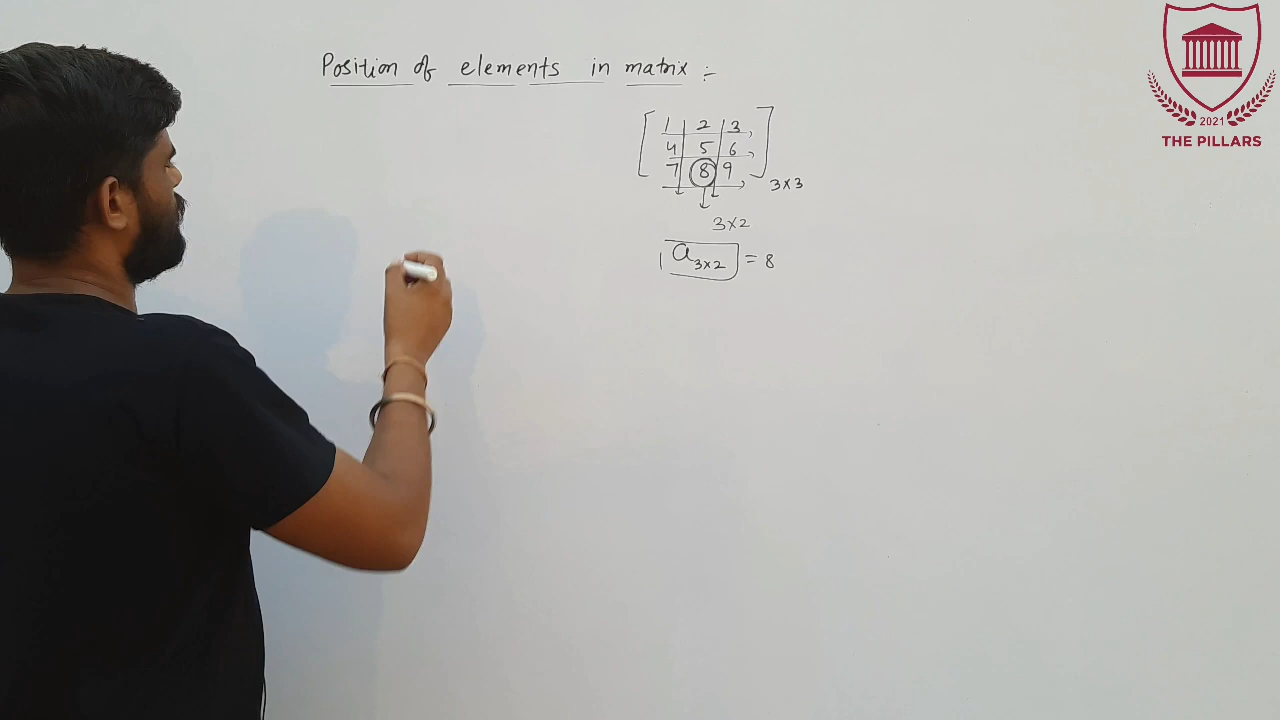 Position of elements in matrix :-
1 2 3
4 5 6
7 8 9
3×3
3×2
a3×2 = 8
2021
THE PILLARS